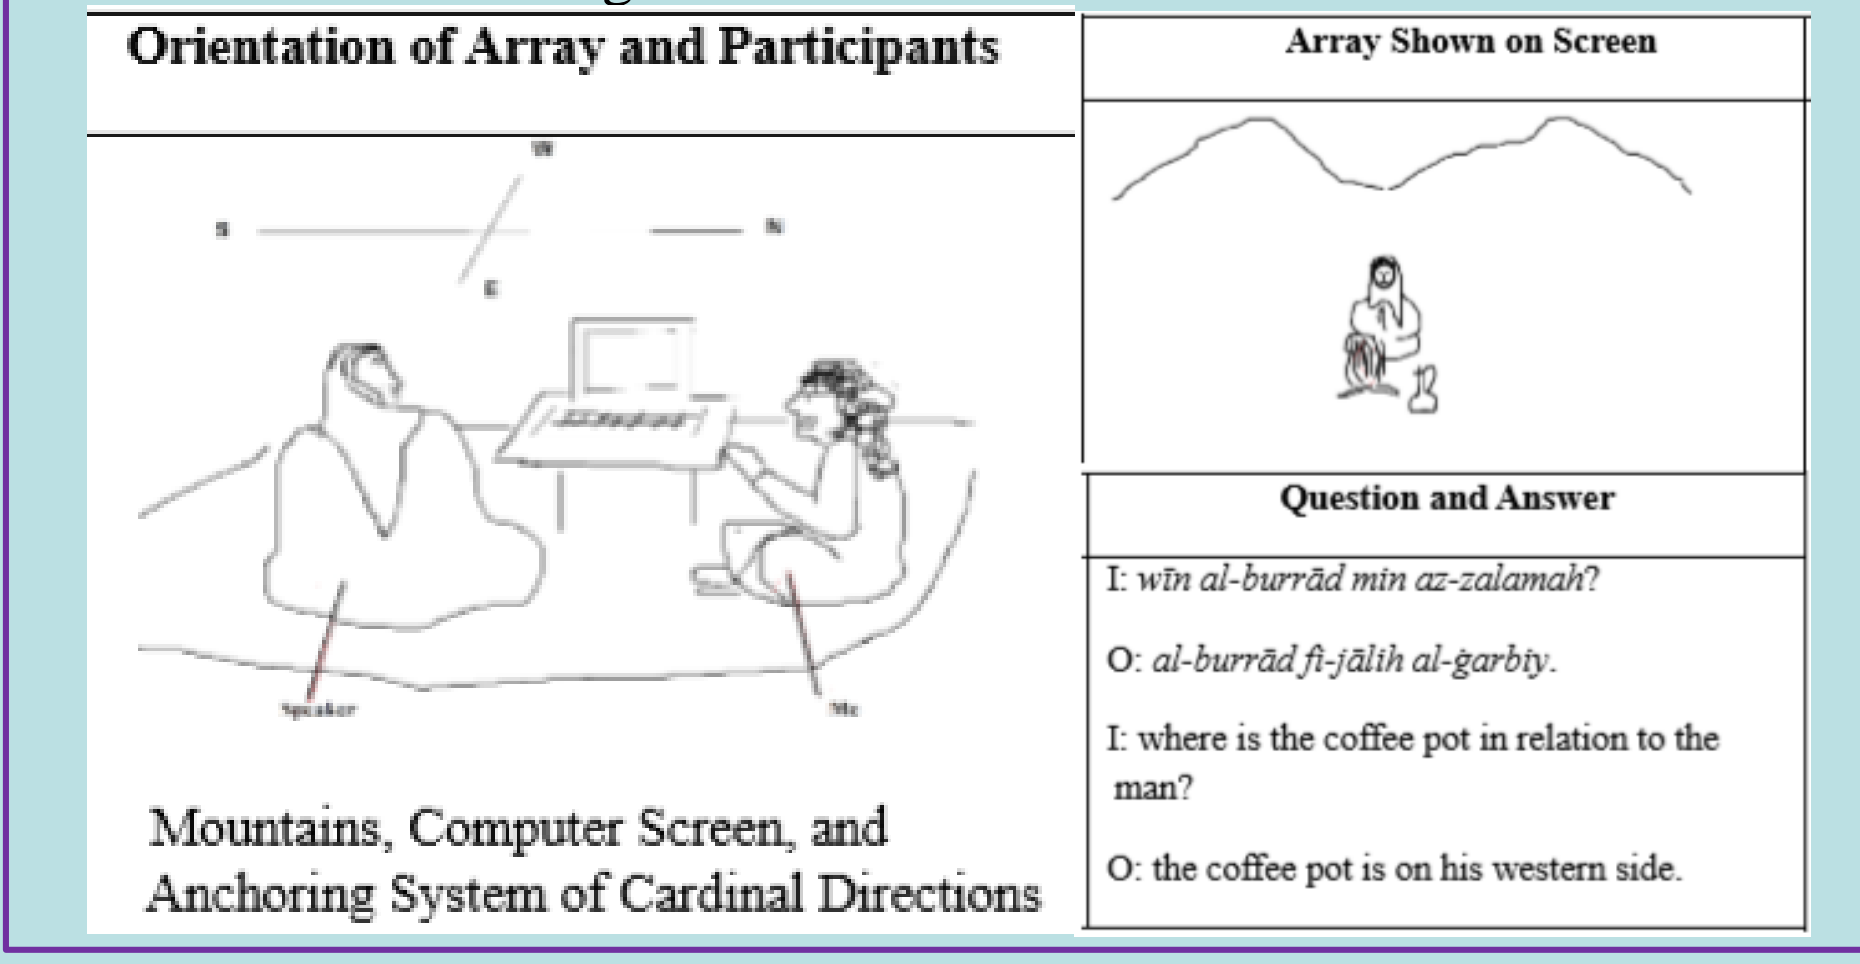 Orientation of Array and Participants
W
S
N
E
Speaker
Me
Mountains, Computer Screen, and
Anchoring System of Cardinal Directions
Array Shown on Screen
Question and Answer
I: wīn al-burrād min az-zalamah?
O: al-burrād fi-jālih al-ġarbiy.
I: where is the coffee pot in relation to the
man?
O: the coffee pot is on his western side.